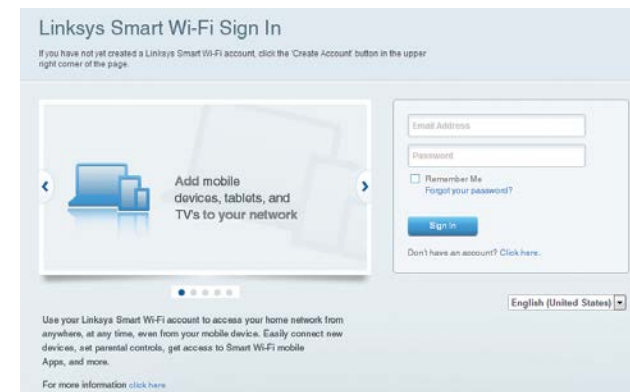 Linksys Smart Wi-Fi Sign In
If you have not yet created a Linksys Smart Wi-Fi account, click the 'Create Account' button in the upper
right corner of the page.
Add mobile
devices, tablets, and
TV's to your network
Email Address
Password
Remember Me
Forgot your password?
Sign In
Don't have an account? Click here.
English (United States)
Use your Linksys Smart Wi-Fi account to access your home network from
anywhere, at any time, even from your mobile device. Easily connect new
devices, set parental controls, get access to Smart Wi-Fi mobile
Apps, and more.
For more information click here